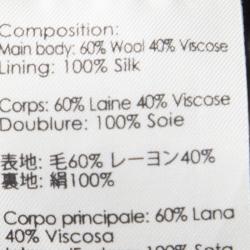 Composition:
Main body: 60% Wool 40% Viscose
Lining: 100% Silk
Corps: 60% Laine 40% Viscose
Doublure: 100% Soie
表地: 毛60% レーヨン40%
裏地: 絹100%
Corpo principale: 60% Lana
40% Viscosa
100% Seta